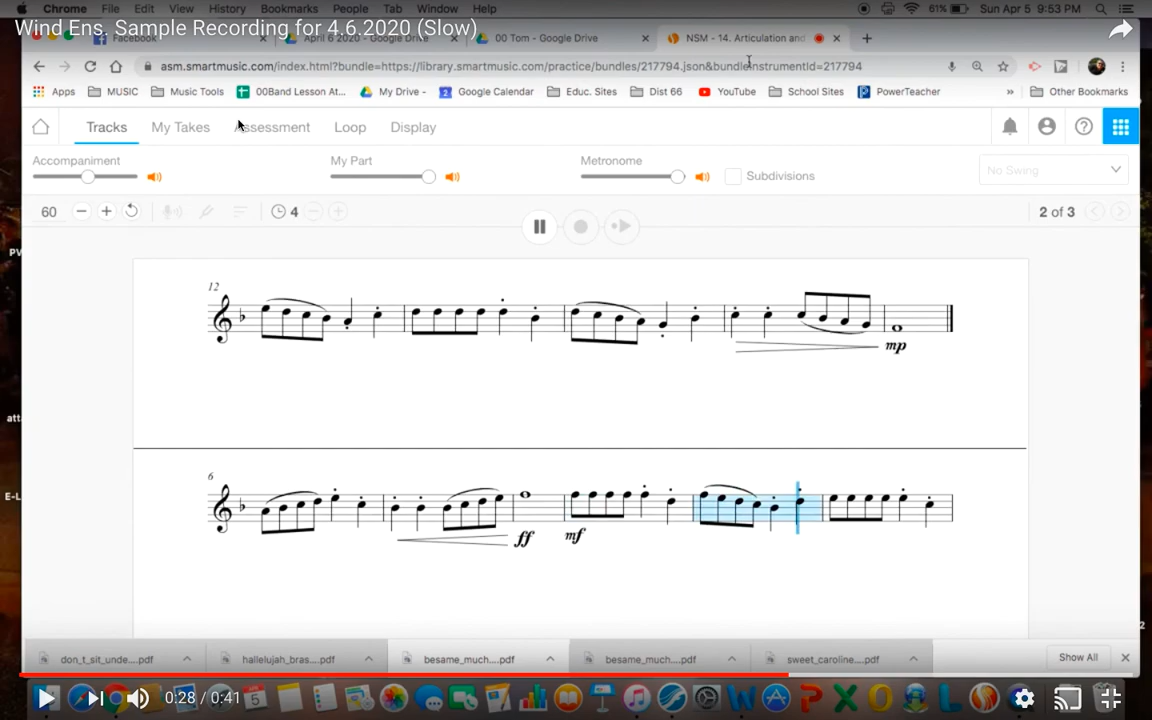 Chrome File Edit View History Bookmarks People Tab Window Help 61% Sun Apr 5 9:53 PM
Wind Ens. Sample Recording for 4.6.2020 (Slow)
Facebook April 6 2020 - Google Drive 00 Tom - Google Drive NSM - 14. Articulation and
asm.smartmusic.com/index.html?bundle=https://library.smartmusic.com/practice/bundles/217794.json&bundleInstrumentId=217794
Apps MUSIC Music Tools 00Band Lesson At... My Drive - Google Calendar Educ. Sites Dist 66 YouTube School Sites PowerTeacher » Other Bookmarks
Tracks My Takes Assessment Loop Display
Accompaniment My Part Metronome Subdivisions No Swing
60 4 2 of 3
12
mp
6
ff mf
don_t_sit_unde....pdf hallelujah_bras....pdf besame_much....pdf besame_much....pdf sweet_caroline....pdf Show All
0:28 / 0:41